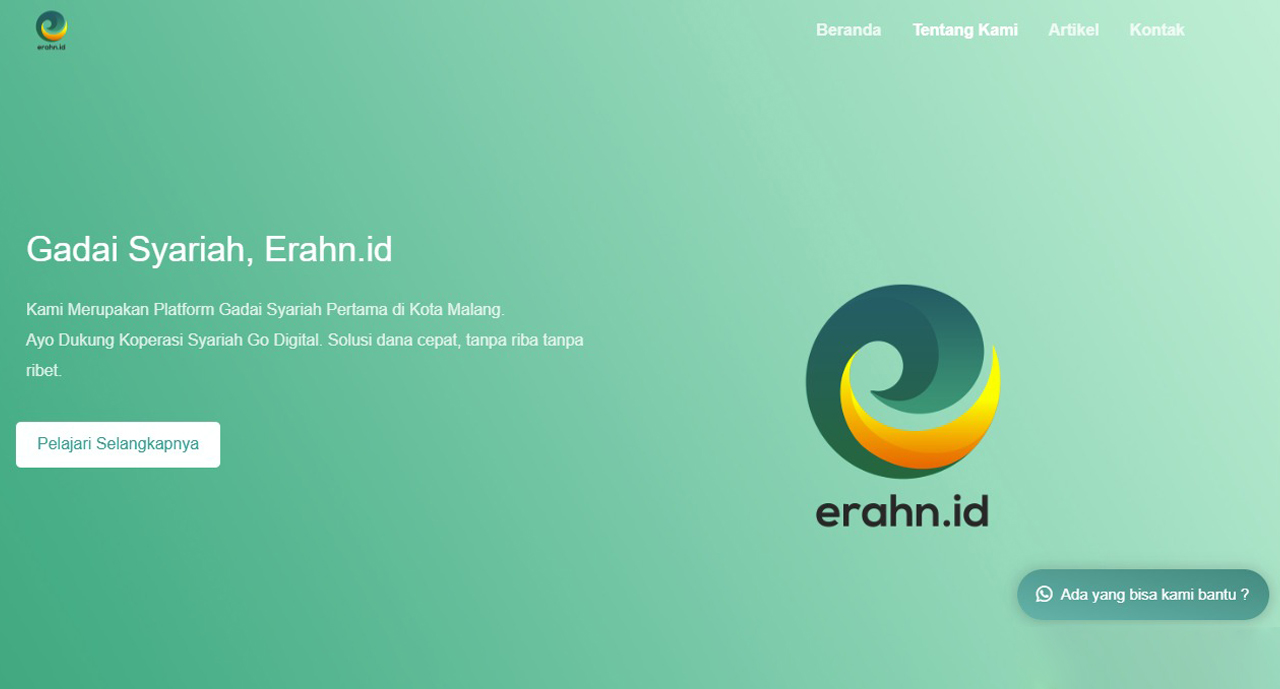 erahn.id
Beranda Tentang Kami Artikel Kontak
Gadai Syariah, Erahn.id
Kami Merupakan Platform Gadai Syariah Pertama di Kota Malang.
Ayo Dukung Koperasi Syariah Go Digital. Solusi dana cepat, tanpa riba tanpa
ribet.
Pelajari Selangkapnya
erahn.id
Ada yang bisa kami bantu ?